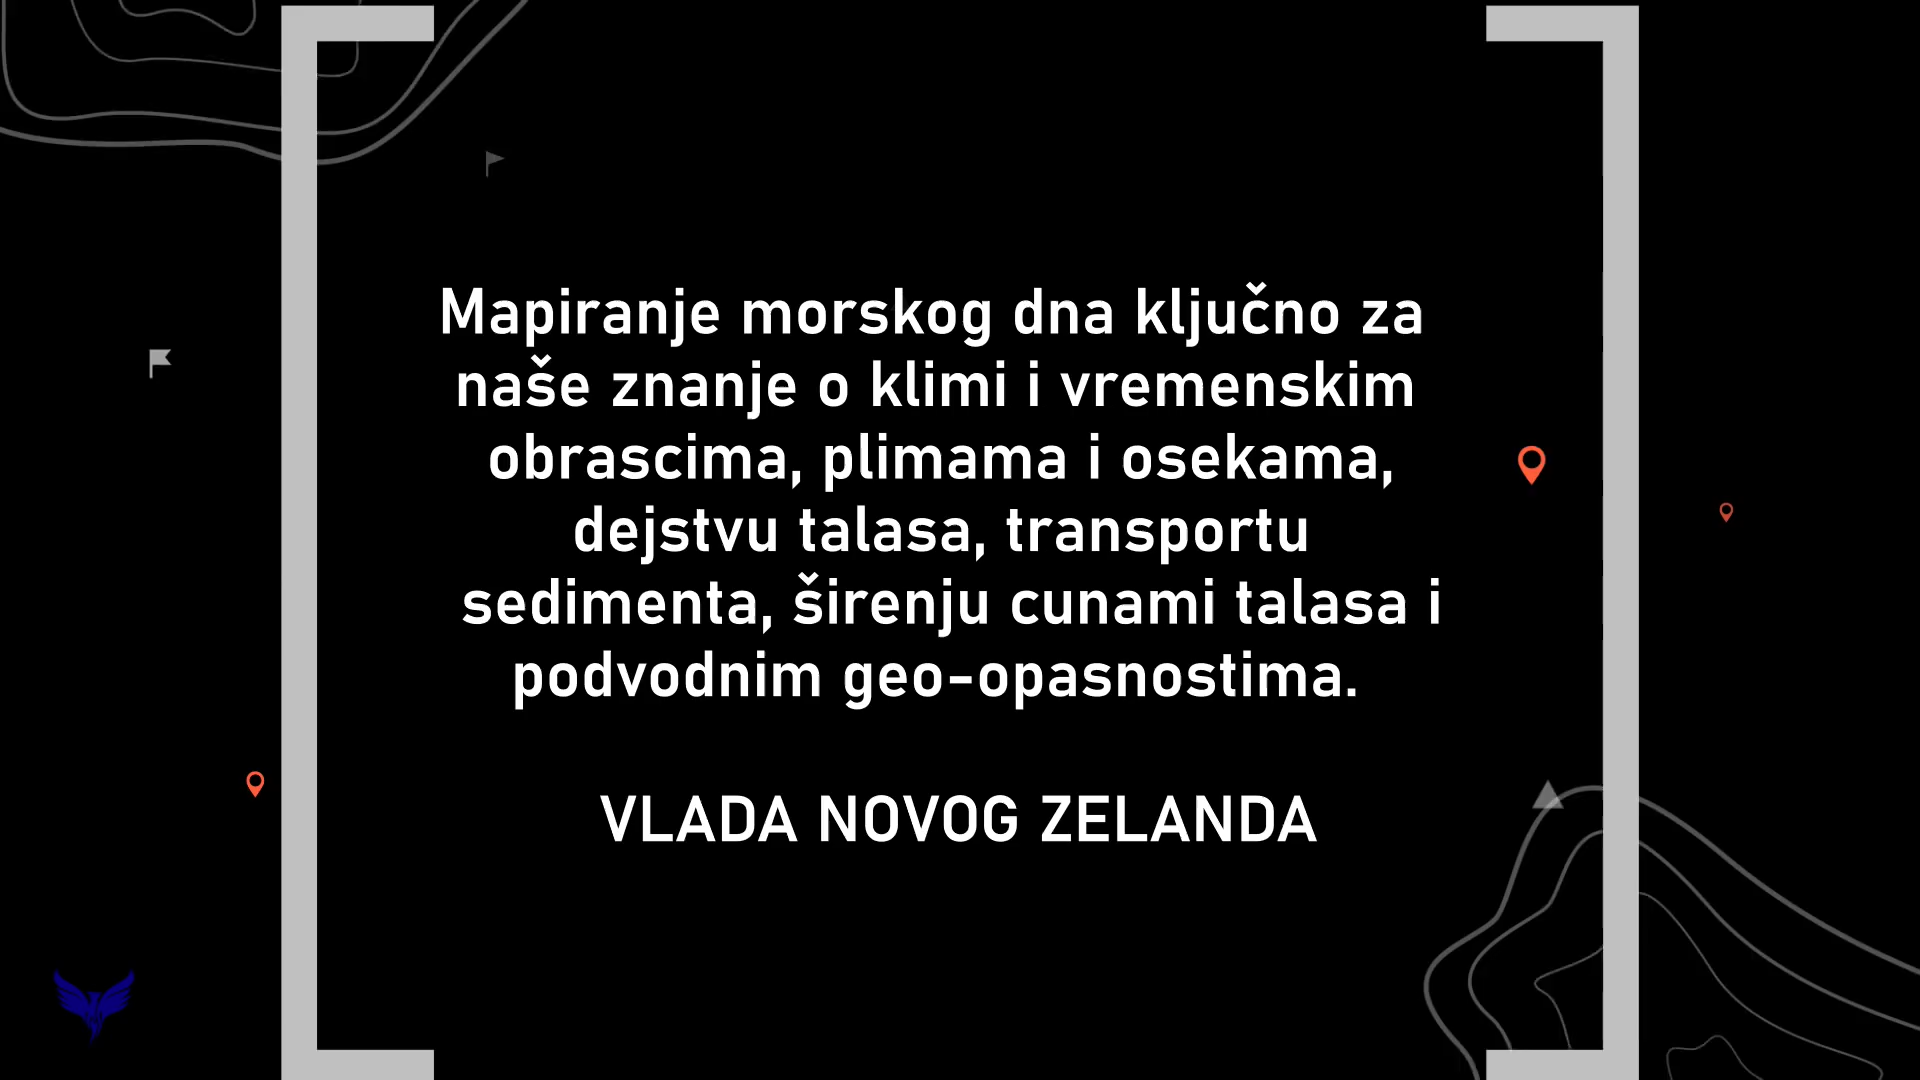 Mapiranje morskog dna ključno za
naše znanje o klimi i vremenskim
obrascima, plimama i osekama,
dejstvu talasa, transportu
sedimenta, širenju cunami talasa i
podvodnim geo-opasnostima.
VLADA NOVOG ZELANDA